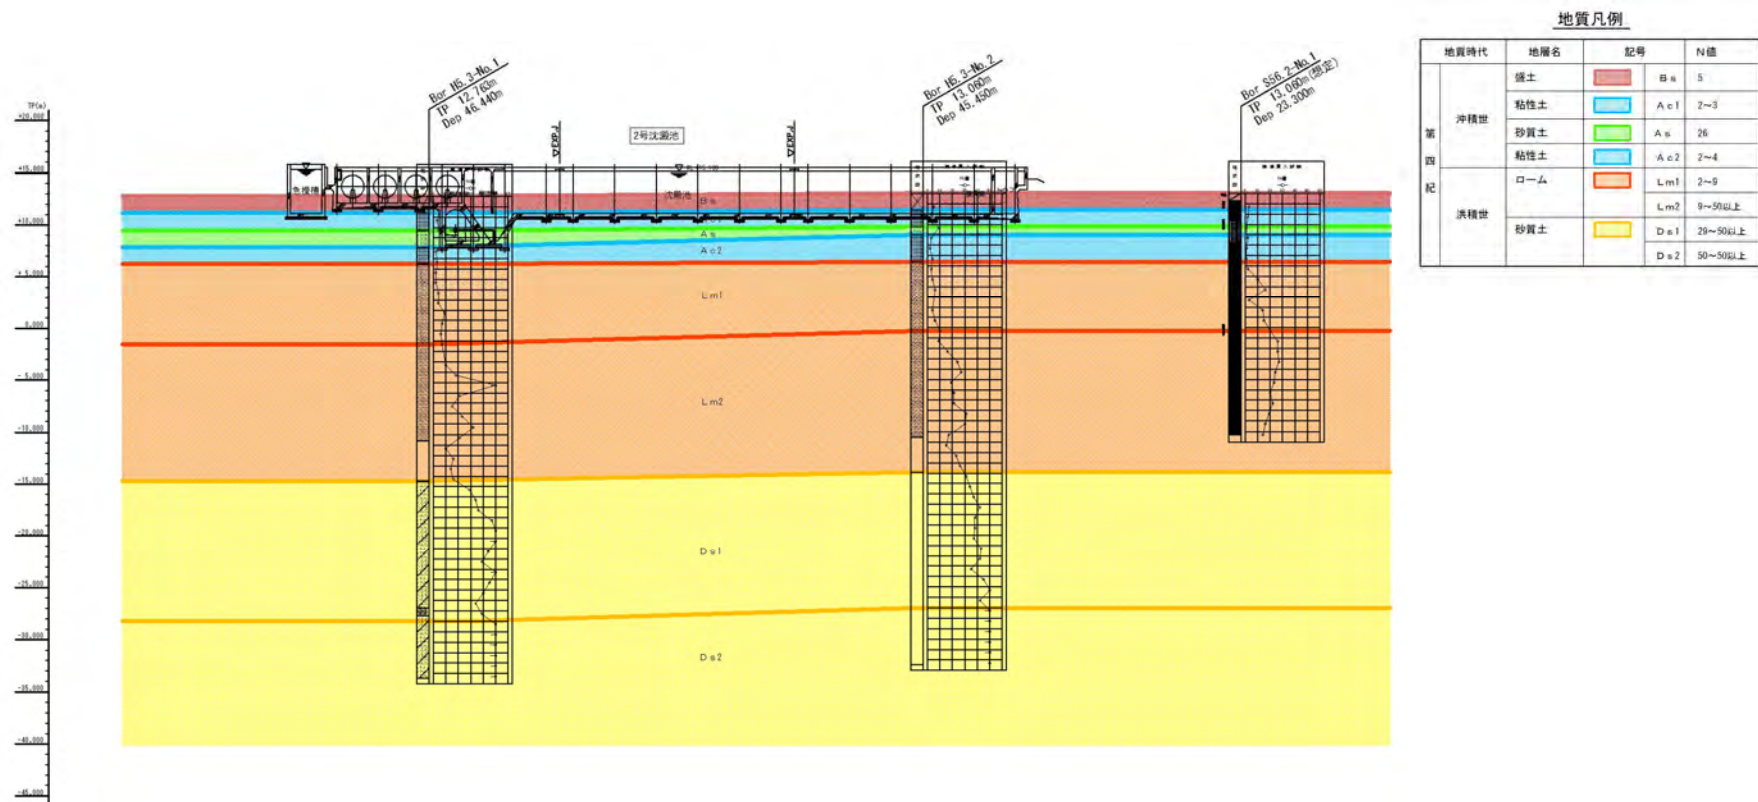 地質凡例
地質時代 地層名 記号 N値
第四紀
沖積世
盛土 Bs 5
粘性土 Ac1 2~3
砂質土 As 26
粘性土 Ac2 2~4
洪積世
ローム Lm1 2~9
Lm2 9~50以上
砂質土 Ds1 29~50以上
Ds2 50~50以上
Bor H5.3-No.1
TP 12.763m
Dep 46.440m
Bor H5.3-No.2
TP 13.060m
Dep 45.450m
Bor S56.2-No.1
TP 13.060m(想定)
23.300m
TP(m)
+20.000
+15.000
+10.000
+5.000
0.000
-5.000
-10.000
-15.000
-20.000
-25.000
-30.000
-35.000
-40.000
-45.000
2号沈澱池
EXP.J
EXP.J
沈澱池
Bs
As
Ac2
Lm1
Lm2
Ds1
Ds2